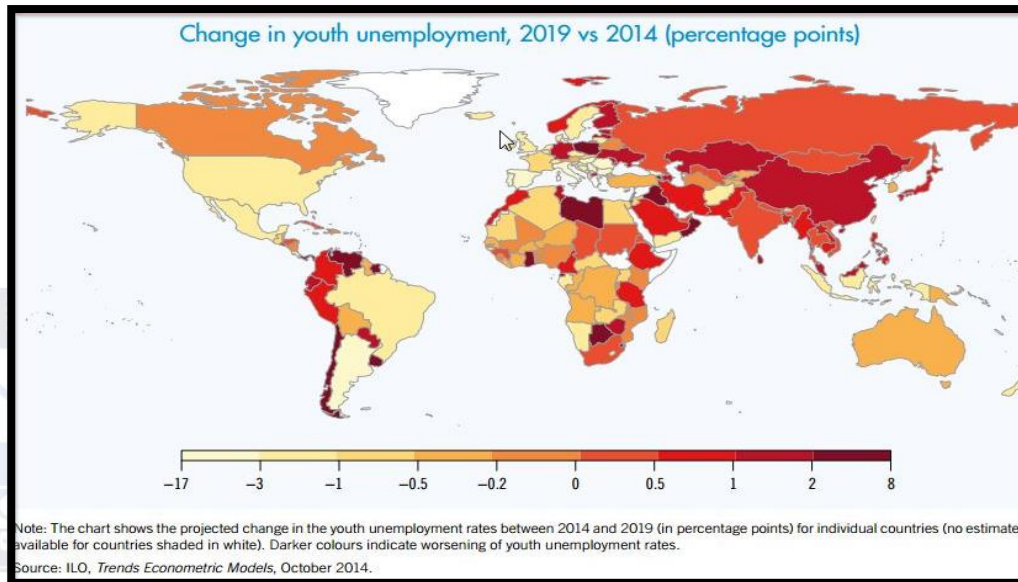 Change in youth unemployment, 2019 vs 2014 (percentage points)
−17 −3 −1 −0.5 −0.2 0 0.5 1 2 8
Note: The chart shows the projected change in the youth unemployment rates between 2014 and 2019 (in percentage points) for individual countries (no estimate
available for countries shaded in white). Darker colours indicate worsening of youth unemployment rates.
Source: ILO, Trends Econometric Models, October 2014.